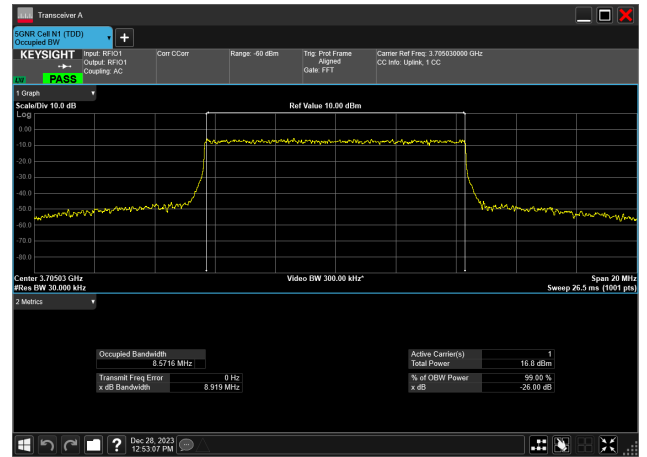 Transceiver A
5GNR Cell N1 (TDD)
Occupied BW
KEYSIGHT
PASS
Input: RFIO1
Output: RFIO1
Coupling: AC
Corr CCorr
Range: -60 dBm
Trig: Prot Frame
Aligned
Gate: FFT
Carrier Ref Freq: 3.705030000 GHz
CC Info: Uplink, 1 CC
1 Graph
Scale/Div 10.0 dB
Ref Value 10.00 dBm
Log
0.00
-10.0
-20.0
-30.0
-40.0
-50.0
-60.0
-70.0
-80.0
Center 3.70503 GHz
Video BW 300.00 kHz*
Span 20 MHz
#Res BW 30.000 kHz
Sweep 26.5 ms (1001 pts)
2 Metrics
Occupied Bandwidth
8.5716 MHz
Transmit Freq Error 0 Hz
x dB Bandwidth 8.919 MHz
Active Carrier(s) 1
Total Power 16.8 dBm
% of OBW Power 99.00 %
x dB -26.00 dB
Dec 28, 2023
12:53:07 PM